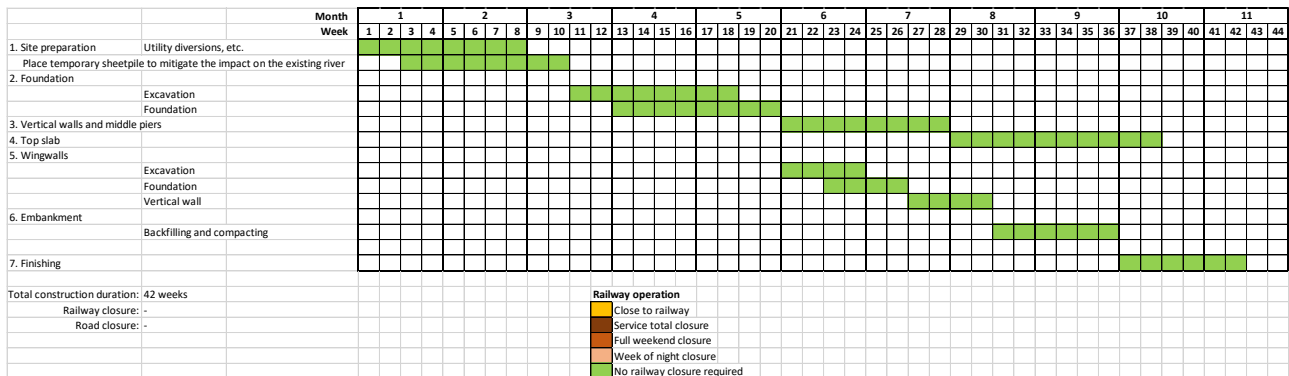 Month 1 2 3 4 5 6 7 8 9 10 11
Week 1 2 3 4 5 6 7 8 9 10 11 12 13 14 15 16 17 18 19 20 21 22 23 24 25 26 27 28 29 30 31 32 33 34 35 36 37 38 39 40 41 42 43 44
1. Site preparation Utility diversions, etc.
Place temporary sheetpile to mitigate the impact on the existing river
2. Foundation
Excavation
Foundation
3. Vertical walls and middle piers
4. Top slab
5. Wingwalls
Excavation
Foundation
Vertical wall
6. Embankment
Backfilling and compacting
7. Finishing
Total construction duration: 42 weeks
Railway closure: -
Road closure: -
Railway operation
Close to railway
Service total closure
Full weekend closure
Week of night closure
No railway closure required